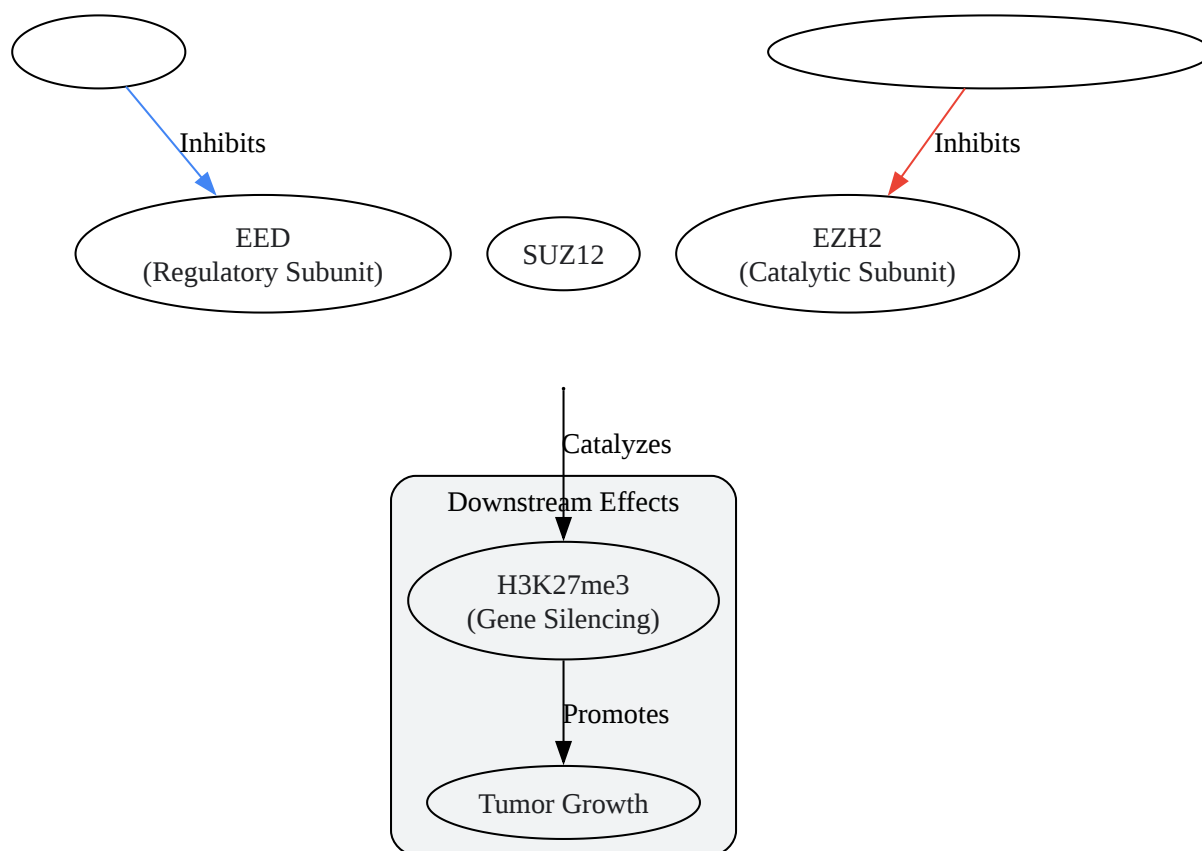 Inhibits
Inhibits
EED
(Regulatory Subunit)
SUZ12
EZH2
(Catalytic Subunit)
Catalyzes
Downstream Effects
H3K27me3
(Gene Silencing)
Promotes
Tumor Growth